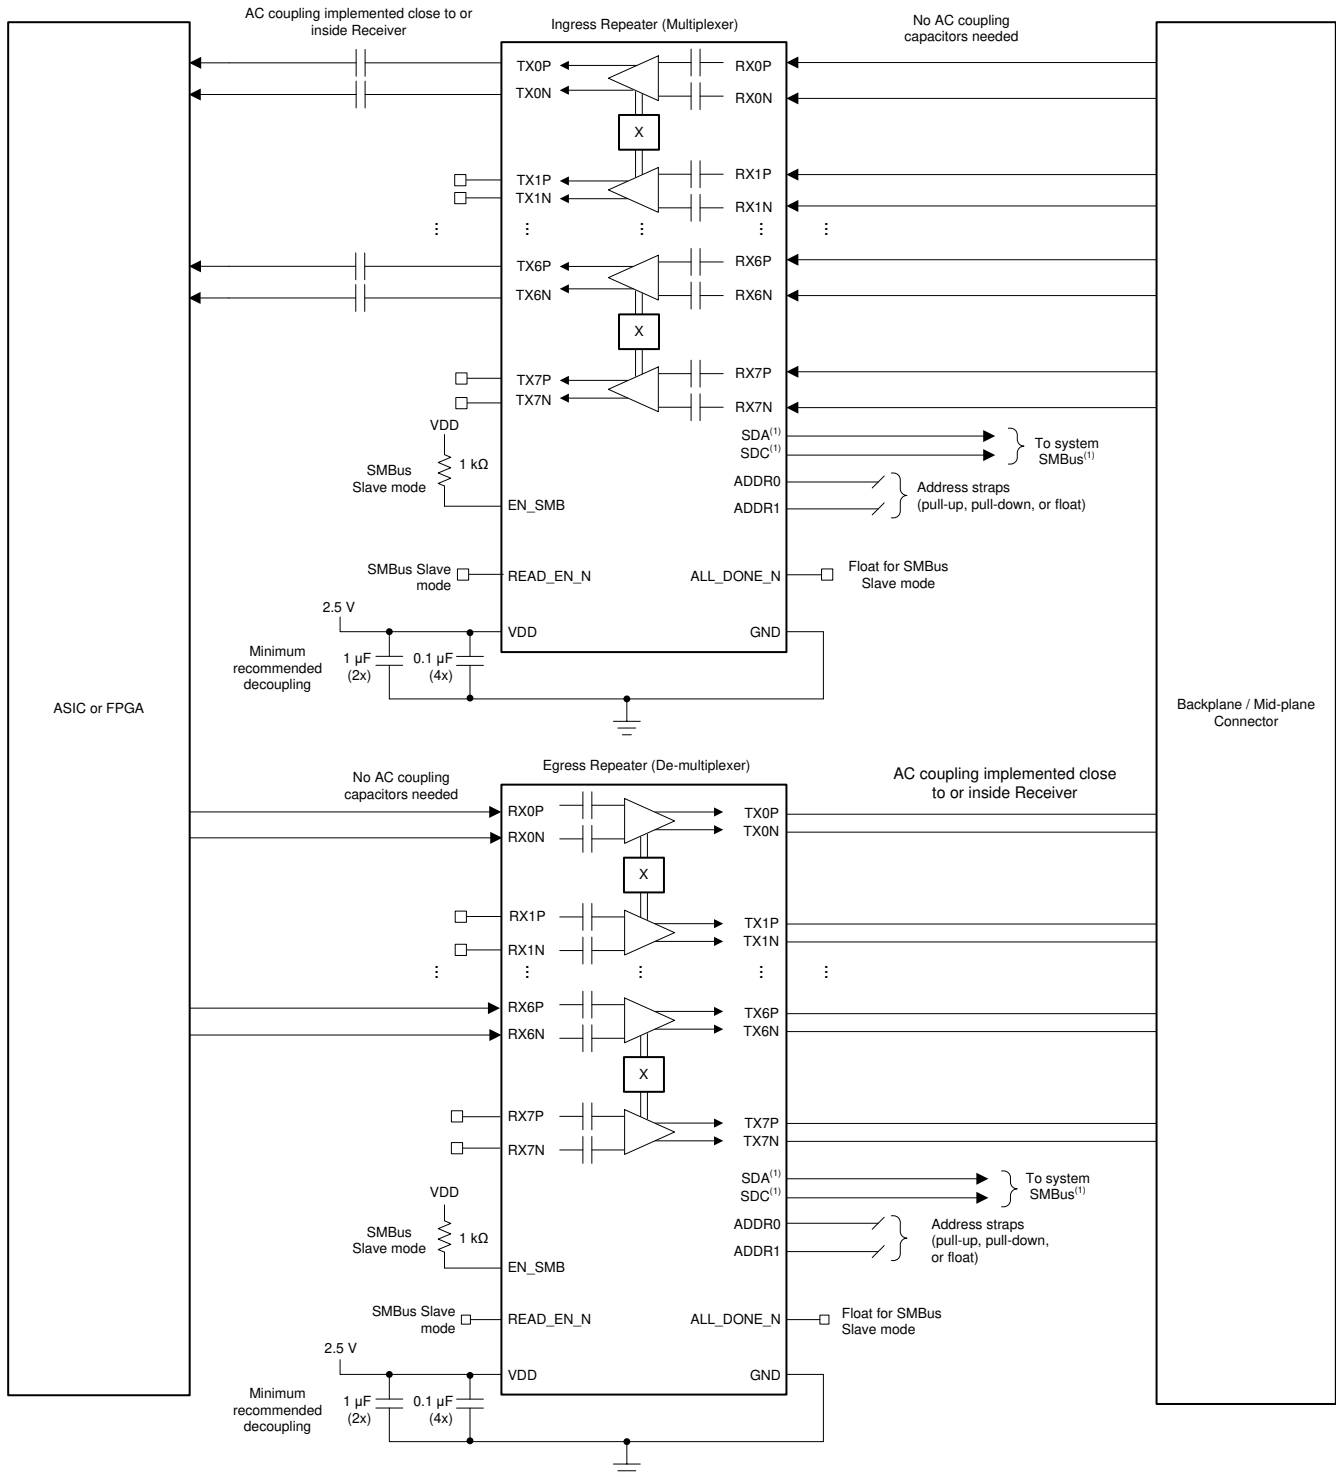 AC coupling implemented close to or
inside Receiver
Ingress Repeater (Multiplexer)
No AC coupling
capacitors needed
TX0P
RX0P
TX0N
RX0N
X
TX1P
RX1P
TX1N
RX1N
TX6P
RX6P
TX6N
RX6N
X
TX7P
RX7P
TX7N
RX7N
VDD
1 kΩ
SMBus
Slave mode
EN_SMB
SDA(1)
SDC(1)
To system
SMBus(1)
ADDR0
ADDR1
Address straps
(pull-up, pull-down, or float)
SMBus Slave
mode
READ_EN_N
ALL_DONE_N
Float for SMBus
Slave mode
2.5 V
VDD
GND
Minimum
recommended
decoupling
1 µF
(2x)
0.1 µF
(4x)
ASIC or FPGA
Backplane / Mid-plane
Connector
Egress Repeater (De-multiplexer)
No AC coupling
capacitors needed
AC coupling implemented close
to or inside Receiver
RX0P
TX0P
RX0N
TX0N
X
RX1P
TX1P
RX1N
TX1N
RX6P
TX6P
RX6N
TX6N
X
RX7P
TX7P
RX7N
TX7N
VDD
1 kΩ
SMBus
Slave mode
EN_SMB
SDA(1)
SDC(1)
To system
SMBus(1)
ADDR0
ADDR1
Address straps
(pull-up, pull-down,
or float)
SMBus Slave
mode
READ_EN_N
ALL_DONE_N
Float for SMBus
Slave mode
2.5 V
VDD
GND
Minimum
recommended
decoupling
1 µF
(2x)
0.1 µF
(4x)